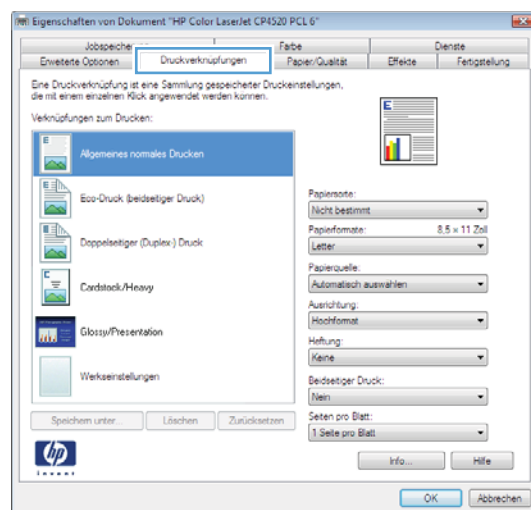 Eigenschaften von Dokument "HP Color LaserJet CP4520 PCL 6"
Farbe
Dienste
Erweiterte Optionen
Druckverknüpfungen
Papier/Qualität
Effekte
Fertigstellung
Eine Druckverknüpfung ist eine Sammlung gespeicherter Druckeinstellungen,
die mit einem einzelnen Klick angewendet werden können.
Verknüpfungen zum Drucken:
Allgemeines normales Drucken
Eco-Druck (beidseitiger Druck)
Doppelseitiger (Duplex-) Druck
Cardstock/Heavy
Glossy/Presentation
Werkseinstellungen
Speichern unter...
Löschen
Zurücksetzen
Papiersorte:
Nicht bestimmt
Papierformate: 8,5 × 11 Zoll
Letter
Papierquelle:
Automatisch auswählen
Ausrichtung:
Hochformat
Heftung:
Keine
Beidseitiger Druck:
Nein
Seiten pro Blatt:
1 Seite pro Blatt
hp
invent
Info...
Hilfe
OK
Abbrechen